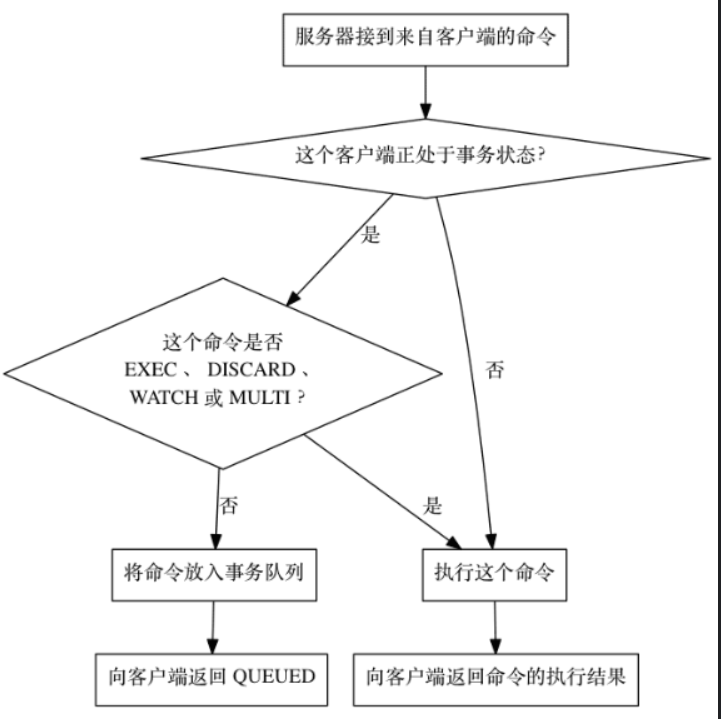 服务器接到来自客户端的命令
这个客户端正处于事务状态?
是
这个命令是否
EXEC 、 DISCARD 、
WATCH 或 MULTI ?
否
否
是
将命令放入事务队列
执行这个命令
向客户端返回 QUEUED
向客户端返回命令的执行结果